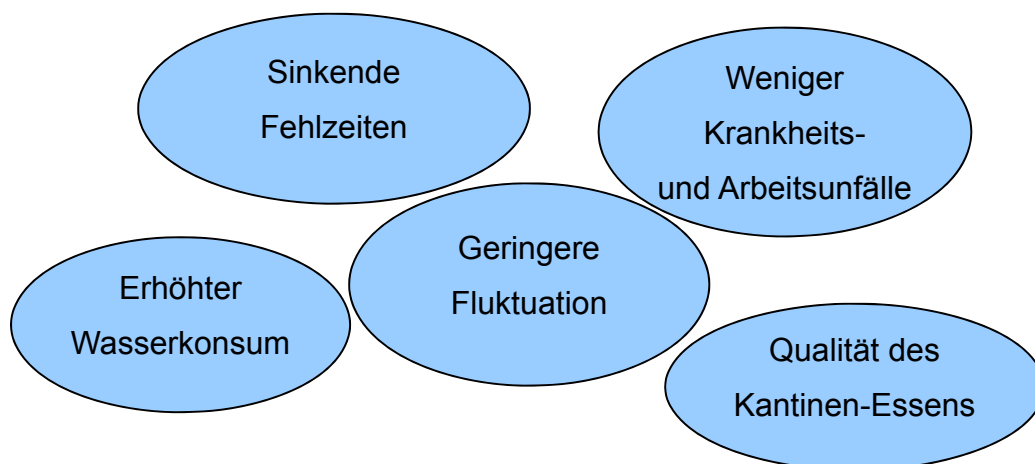 Sinkende
Fehlzeiten
Weniger
Krankheits-
und Arbeitsunfälle
Geringere
Fluktuation
Erhöhter
Wasserkonsum
Qualität des
Kantinen-Essens